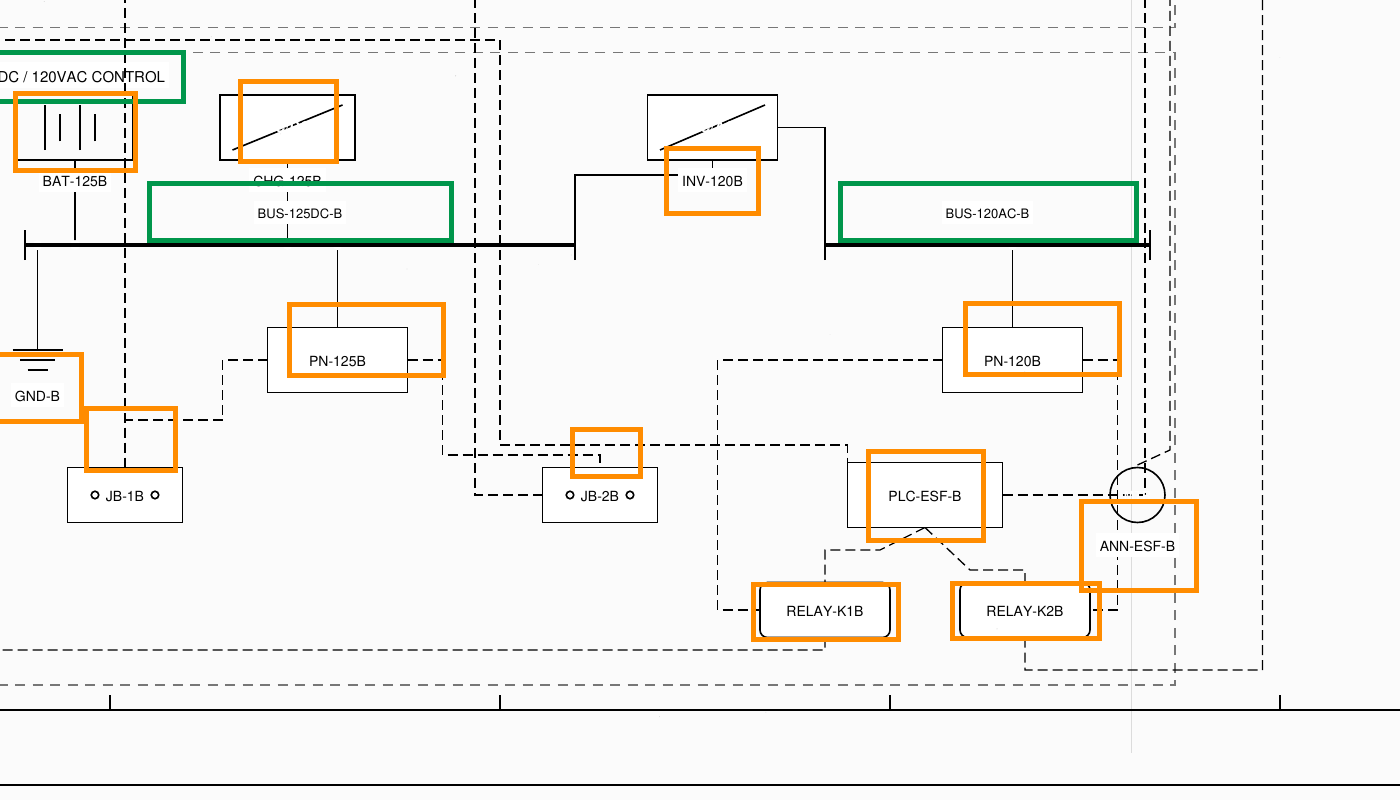 DC / 120VAC CONTROL
BAT-125B
CHG-125B
INV-120B
BUS-125DC-B
BUS-120AC-B
PN-125B
PN-120B
GND-B
JB-1B
JB-2B
PLC-ESF-B
ANN-ESF-B
RELAY-K1B
RELAY-K2B